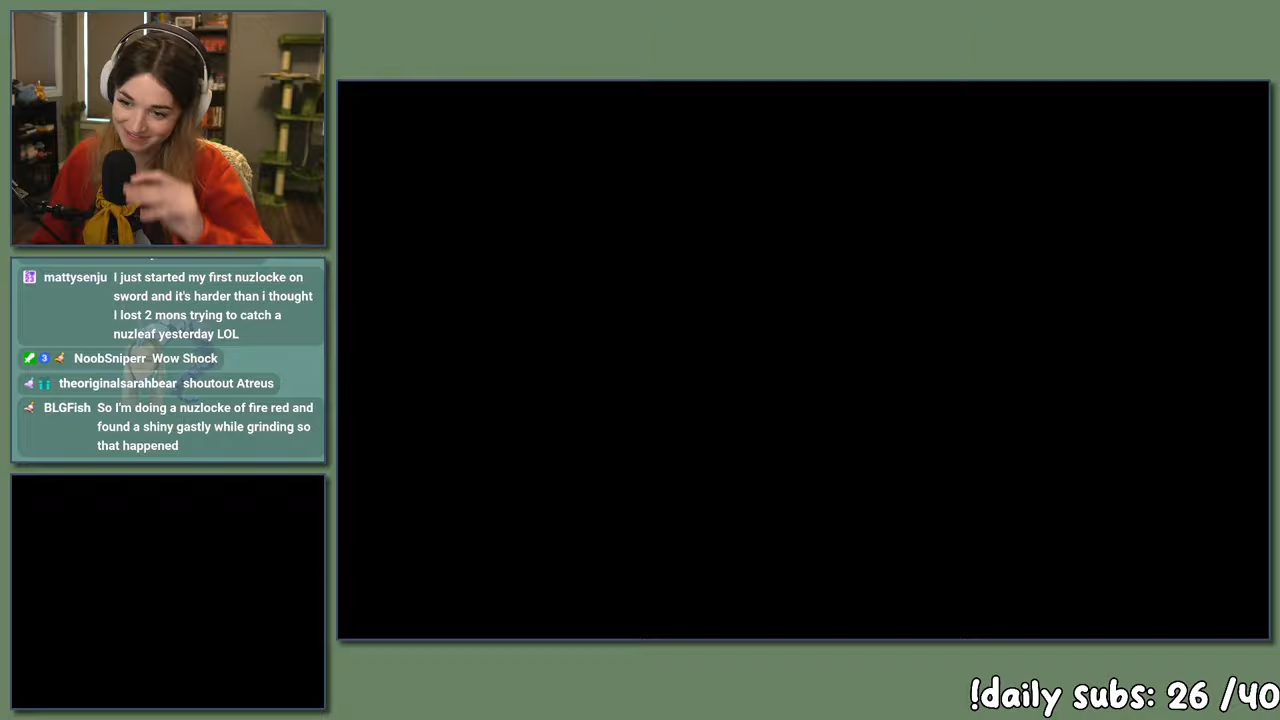 mattysenju I just started my first nuzlocke on
sword and it's harder than i thought
I lost 2 mons trying to catch a
nuzleaf yesterday LOL
3 NoobSniperr Wow Shock
theoriginalsarahbear shoutout Atreus
BLGFish So I'm doing a nuzlocke of fire red and
found a shiny gastly while grinding so
that happened
!daily subs: 26 /40